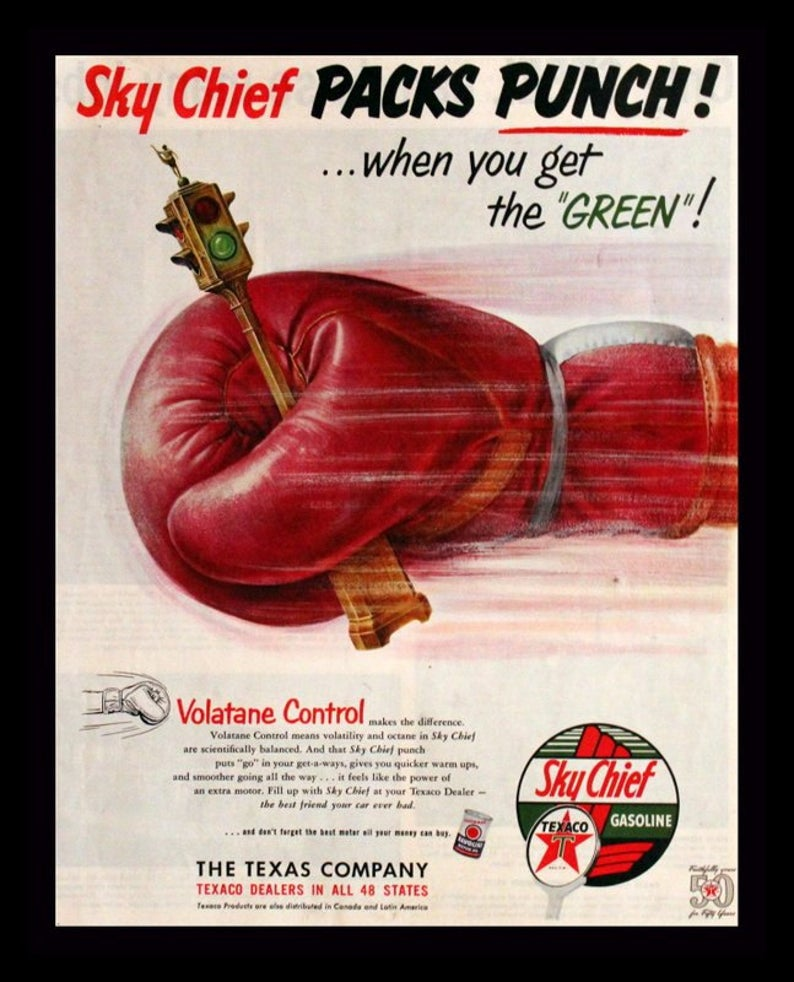 Sky Chief PACKS PUNCH!
...when you get
the "GREEN"!
Volatane Control makes the difference.
Volatane Control means volatility and octane in Sky Chief
are scientifically balanced. And that Sky Chief punch
puts "go" in your get-a-ways, gives you quicker warm ups,
and smoother going all the way . . . it feels like the power of
an extra motor. Fill up with Sky Chief at your Texaco Dealer —
the best friend your car ever had.
. . . and don't forget the best motor oil your money can buy.
THE TEXAS COMPANY
TEXACO DEALERS IN ALL 48 STATES
Texaco Products are also distributed in Canada and Latin America
Sky Chief
GASOLINE
TEXACO
T
Faithfully yours
50
for Fifty Years